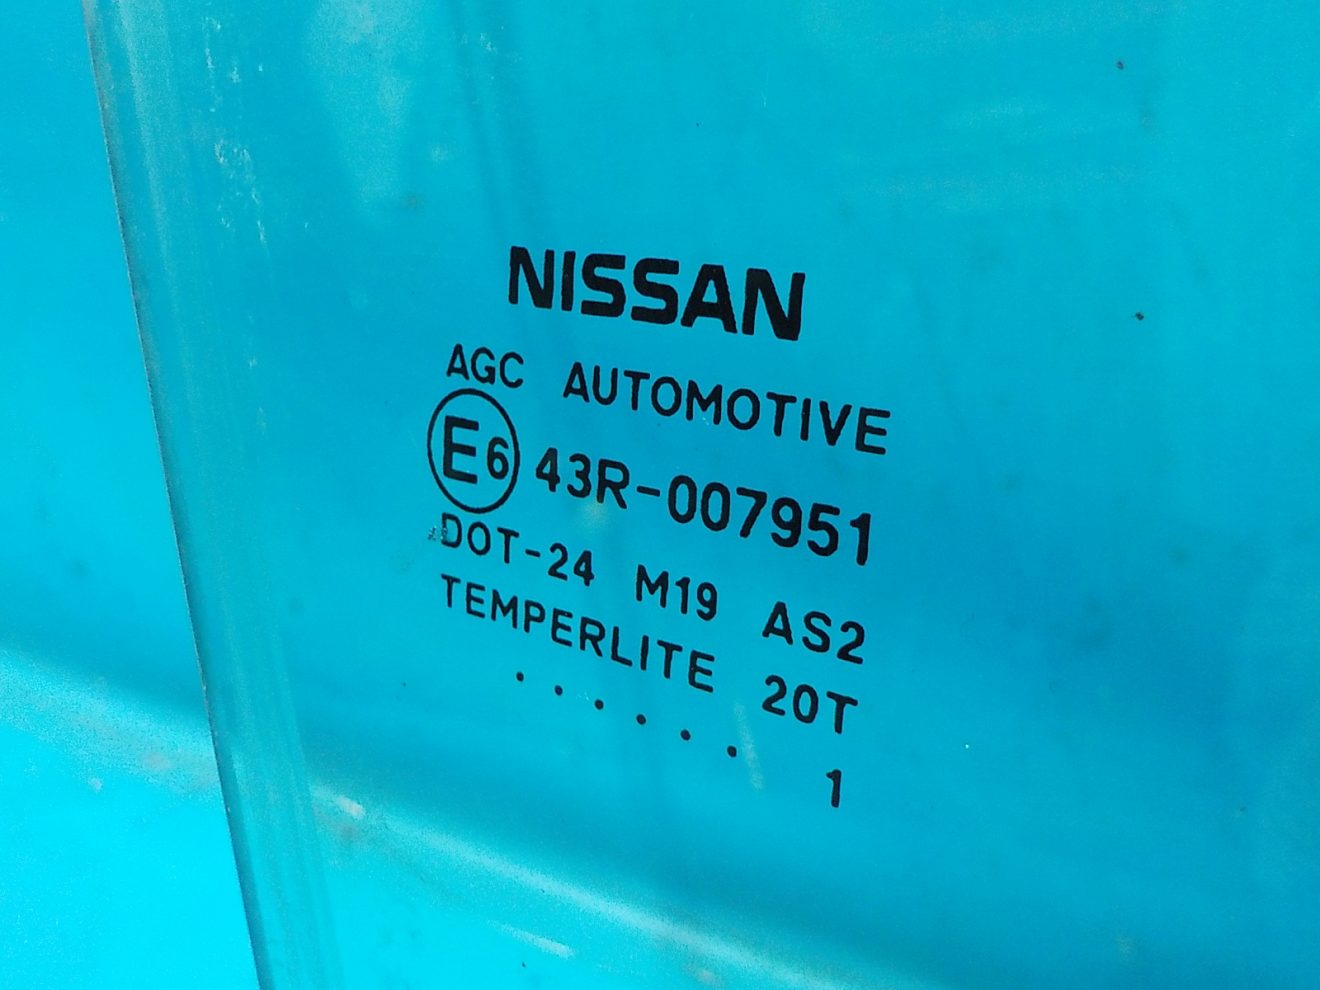 NISSAN
AGC AUTOMOTIVE
E6 43R-007951
DOT-24 M19 AS2
TEMPERLITE 20T
. . . . . .
1